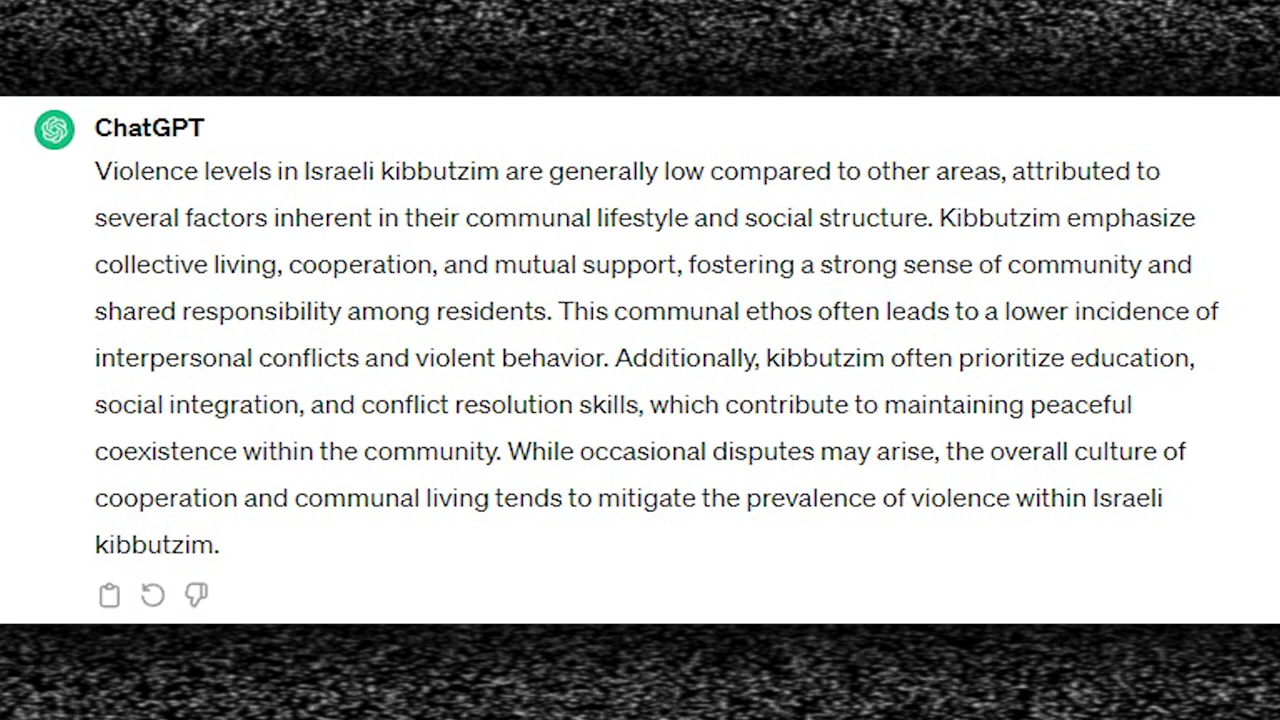 ChatGPT
Violence levels in Israeli kibbutzim are generally low compared to other areas, attributed to
several factors inherent in their communal lifestyle and social structure. Kibbutzim emphasize
collective living, cooperation, and mutual support, fostering a strong sense of community and
shared responsibility among residents. This communal ethos often leads to a lower incidence of
interpersonal conflicts and violent behavior. Additionally, kibbutzim often prioritize education,
social integration, and conflict resolution skills, which contribute to maintaining peaceful
coexistence within the community. While occasional disputes may arise, the overall culture of
cooperation and communal living tends to mitigate the prevalence of violence within Israeli
kibbutzim.